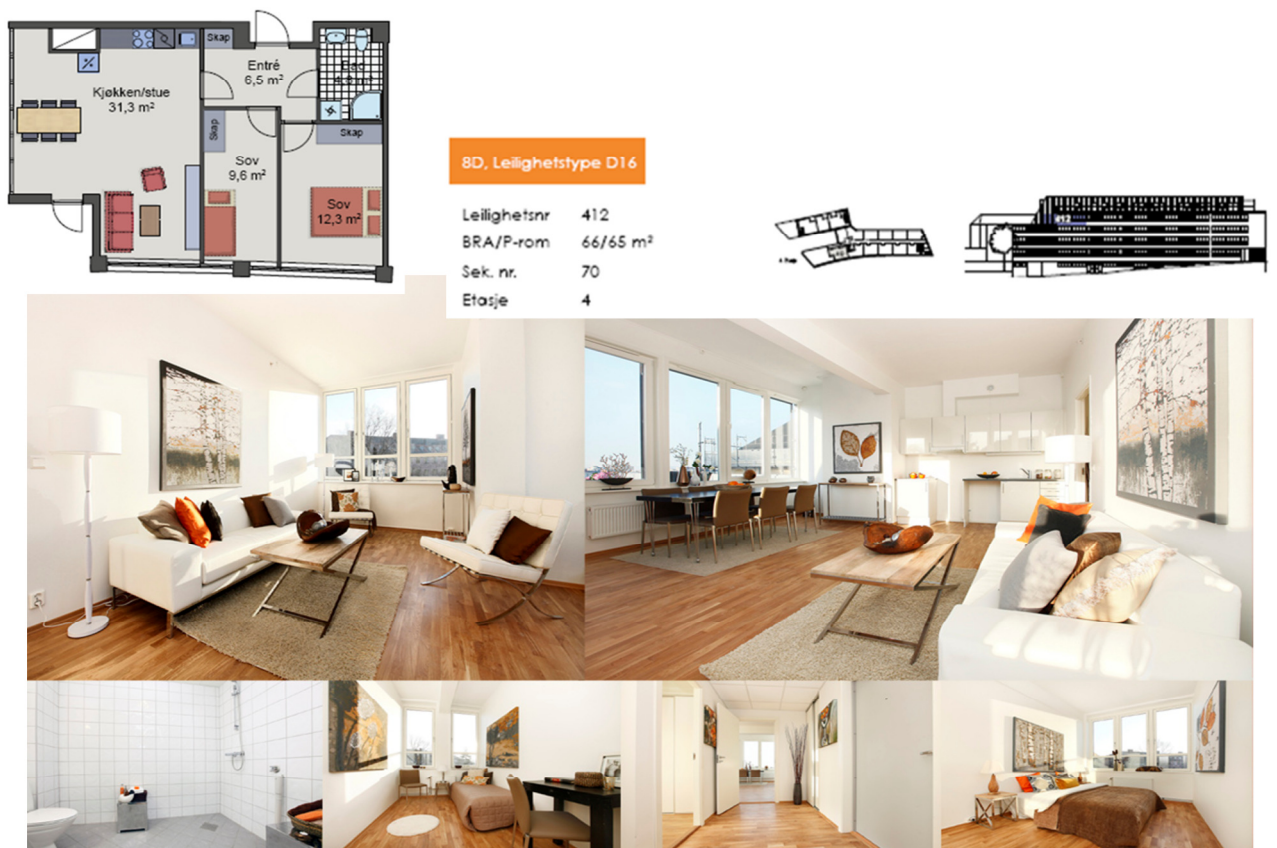 Skap
Entré
6,5 m²
Kjøkken/stue
31,3 m²
Skap
Skap
Sov
9,6 m²
Sov
12,3 m²
8D, Leilighetstype D16
Leilighetsnr 412
BRA/P-rom 66/65 m²
Sek. nr. 70
Etasje 4
412